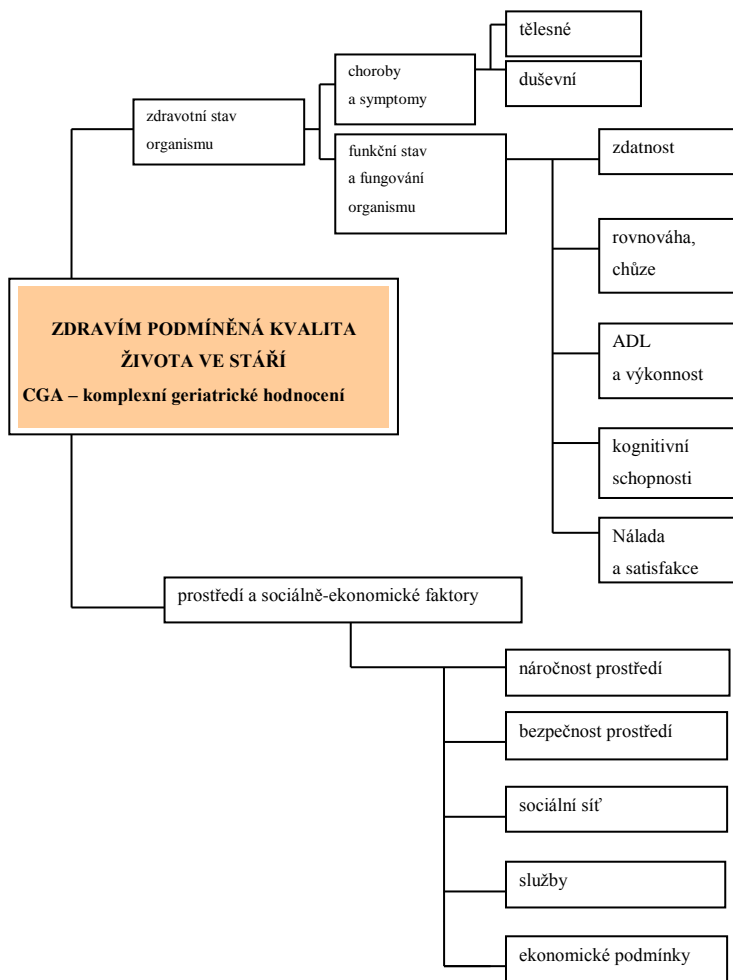 tělesné
duševní
choroby
a symptomy
zdravotní stav
organismu
funkční stav
a fungování
organismu
zdatnost
rovnováha,
chůze
ADL
a výkonnost
kognitivní
schopnosti
Nálada
a satisfakce
ZDRAVÍM PODMÍNĚNÁ KVALITA
ŽIVOTA VE STÁŘÍ
CGA – komplexní geriatrické hodnocení
prostředí a sociálně-ekonomické faktory
náročnost prostředí
bezpečnost prostředí
sociální síť
služby
ekonomické podmínky